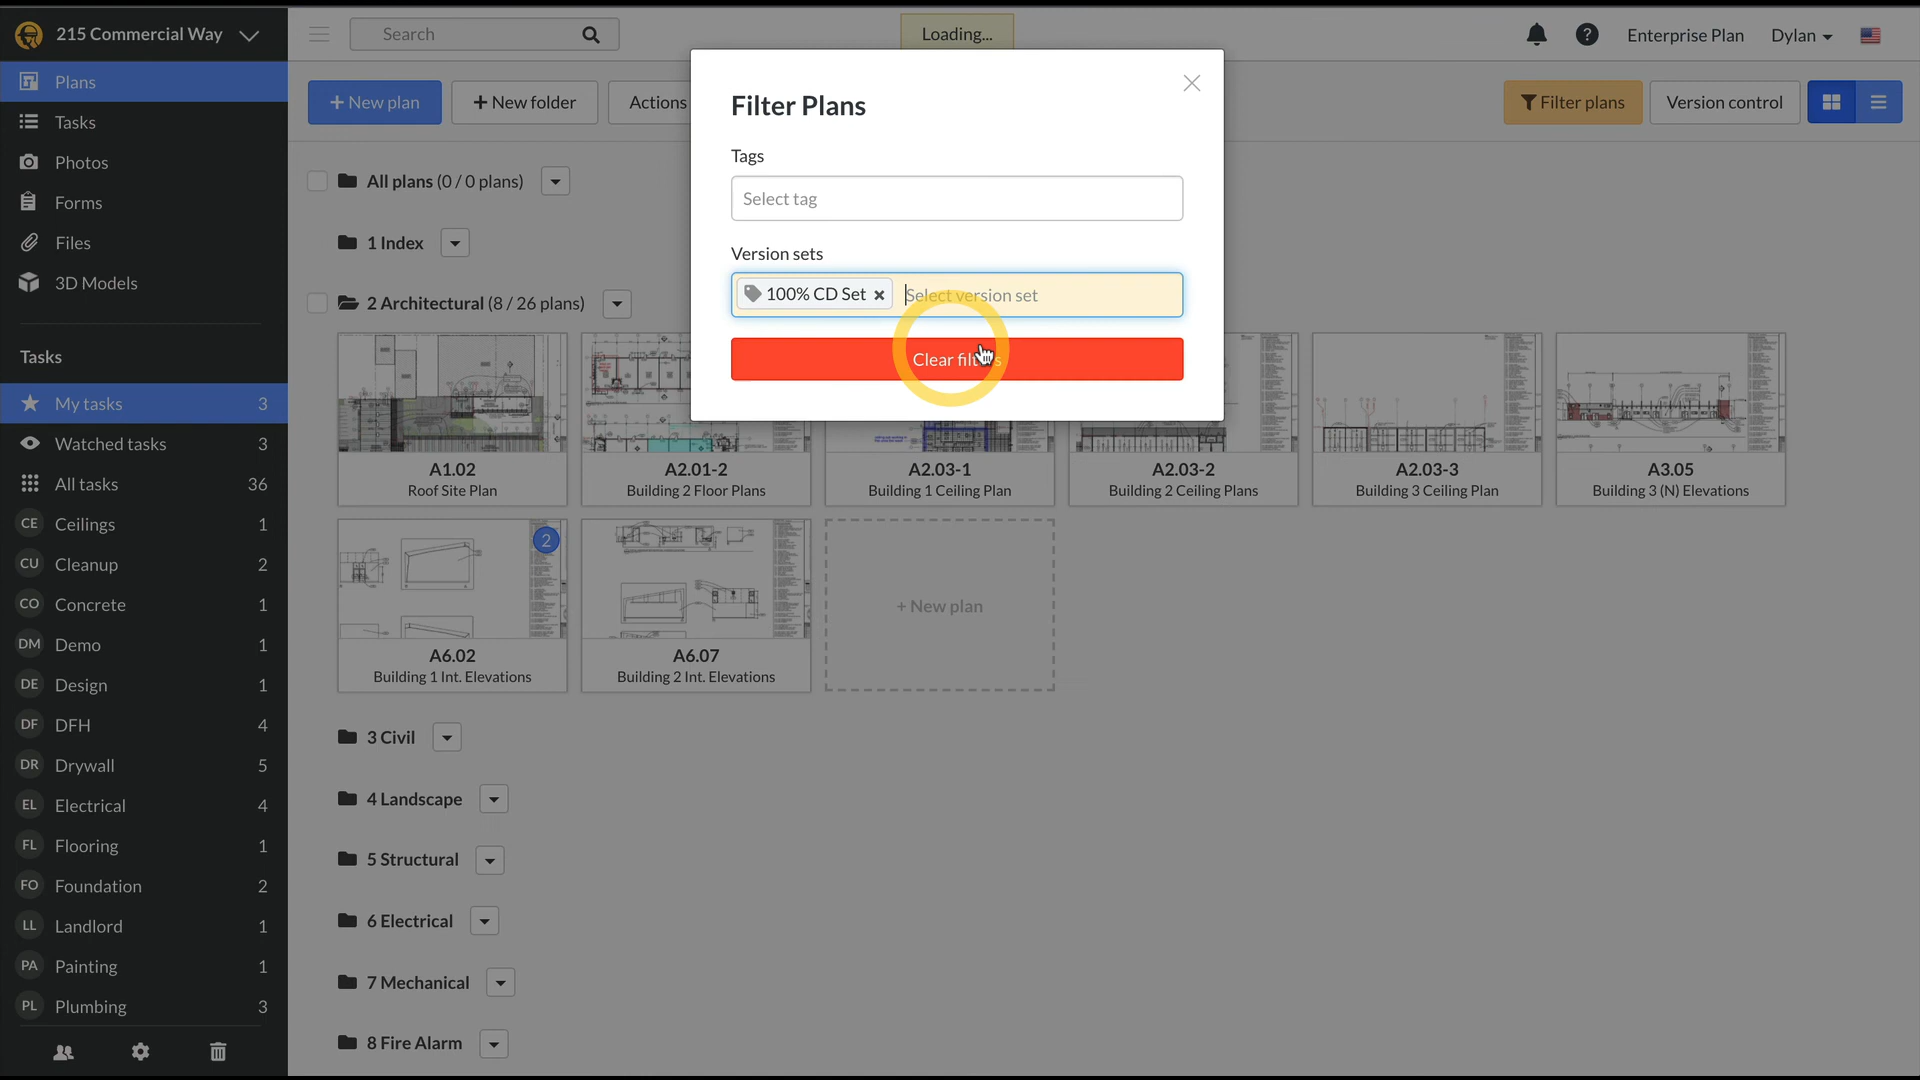 215 Commercial Way
Search
Loading...
Enterprise Plan
Dylan
Plans
Tasks
Photos
Forms
Files
3D Models
Tasks
My tasks 3
Watched tasks 3
All tasks 36
CE Ceilings 1
CU Cleanup 2
CO Concrete 1
DM Demo 1
DE Design 1
DF DFH 4
DR Drywall 5
EL Electrical 4
FL Flooring 1
FO Foundation 2
LL Landlord 1
PA Painting 1
PL Plumbing 3
+ New plan
+ New folder
Actions
Filter plans
Version control
Filter Plans
Tags
Select tag
Version sets
100% CD Set × Select version set
Clear filters
All plans (0 / 0 plans)
1 Index
2 Architectural (8 / 26 plans)
A1.02
Roof Site Plan
A2.01-2
Building 2 Floor Plans
A2.03-1
Building 1 Ceiling Plan
A2.03-2
Building 2 Ceiling Plans
A2.03-3
Building 3 Ceiling Plan
A3.05
Building 3 (N) Elevations
2
A6.02
Building 1 Int. Elevations
A6.07
Building 2 Int. Elevations
+ New plan
3 Civil
4 Landscape
5 Structural
6 Electrical
7 Mechanical
8 Fire Alarm